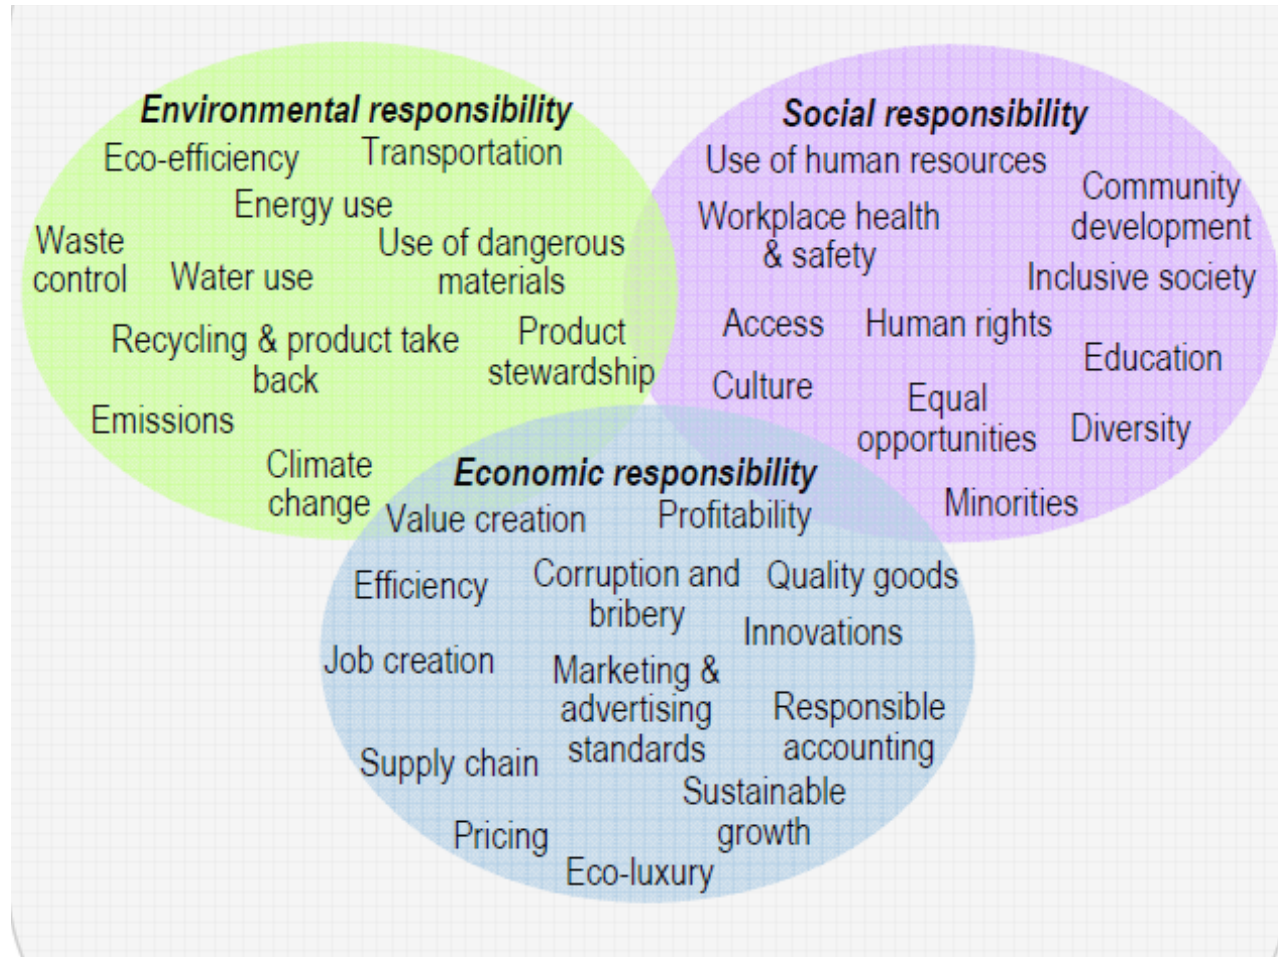 Environmental responsibility
Eco-efficiency
Transportation
Energy use
Waste
control
Water use
Use of dangerous
materials
Recycling & product take
back
Product
stewardship
Emissions
Climate
change
Social responsibility
Use of human resources
Community
development
Workplace health
& safety
Inclusive society
Access
Human rights
Education
Culture
Equal
opportunities
Diversity
Minorities
Economic responsibility
Value creation
Profitability
Efficiency
Corruption and
bribery
Quality goods
Innovations
Job creation
Marketing &
advertising
standards
Responsible
accounting
Supply chain
Sustainable
growth
Pricing
Eco-luxury